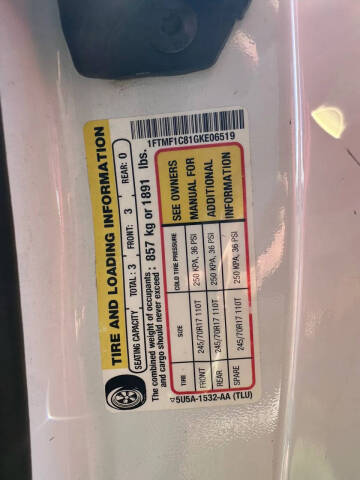 1FTMF1C81GKE06519
TIRE AND LOADING INFORMATION
SEATING CAPACITY TOTAL: 3 FRONT: 3 REAR: 0
The combined weight of occupants and cargo should never exceed: 857 kg or 1891 lbs.
TIRE SIZE COLD TIRE PRESSURE
FRONT 245/70R17 110T 250 KPA, 36 PSI
REAR 245/70R17 110T 250 KPA, 36 PSI
SPARE 245/70R17 110T 250 KPA, 36 PSI
SEE OWNERS
MANUAL FOR
ADDITIONAL
INFORMATION
5U5A-1532-AA (TLU)